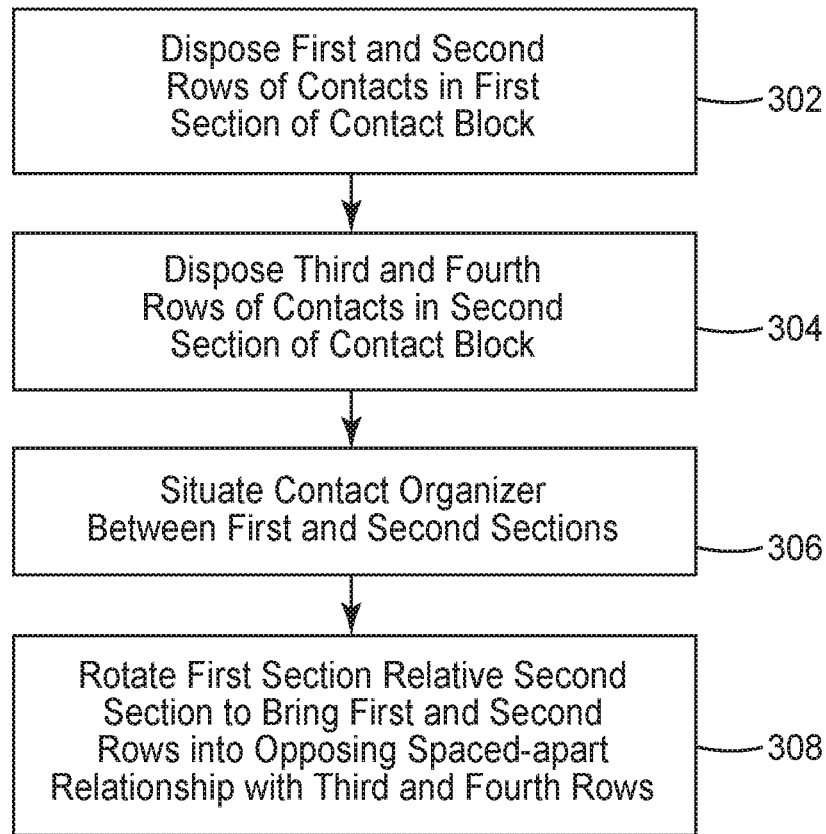 Dispose First and Second
Rows of Contacts in First
Section of Contact Block
302
Dispose Third and Fourth
Rows of Contacts in Second
Section of Contact Block
304
Situate Contact Organizer
Between First and Second Sections
306
Rotate First Section Relative Second
Section to Bring First and Second
Rows into Opposing Spaced-apart
Relationship with Third and Fourth Rows
308